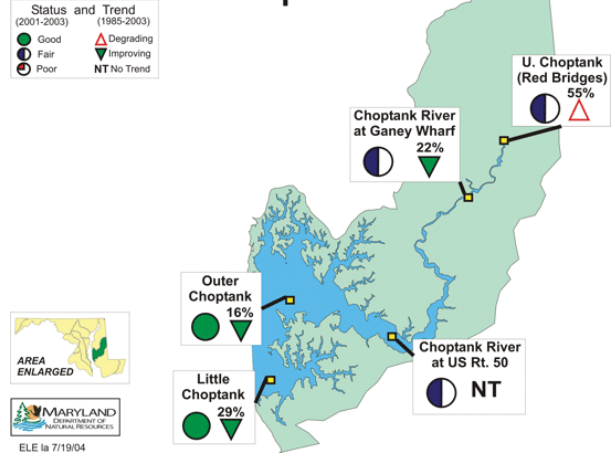 Status and Trend
(2001-2003) (1985-2003)
Good Degrading
Fair Improving
Poor NT No Trend
U. Choptank
(Red Bridges)
55%
Choptank River
at Ganey Wharf
22%
Outer
Choptank
16%
Choptank River
at US Rt. 50
NT
Little
Choptank
29%
AREA
ENLARGED
MARYLAND
DEPARTMENT OF
NATURAL RESOURCES
ELE la 7/19/04